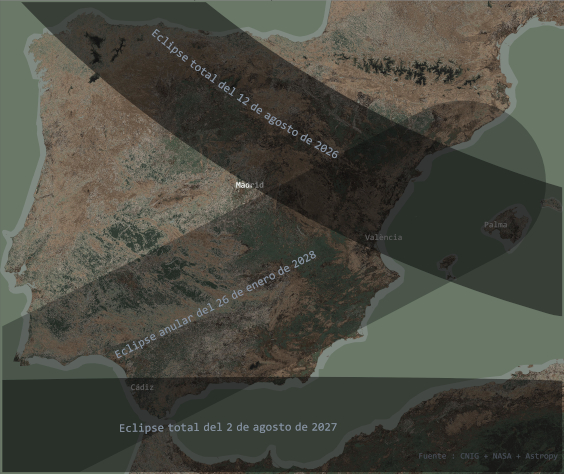 Eclipse total del 12 de agosto de 2026
Madrid
Palma
Valencia
Eclipse anular del 26 de enero de 2028
Cádiz
Eclipse total del 2 de agosto de 2027
Fuente : CNIG + NASA + Astropy